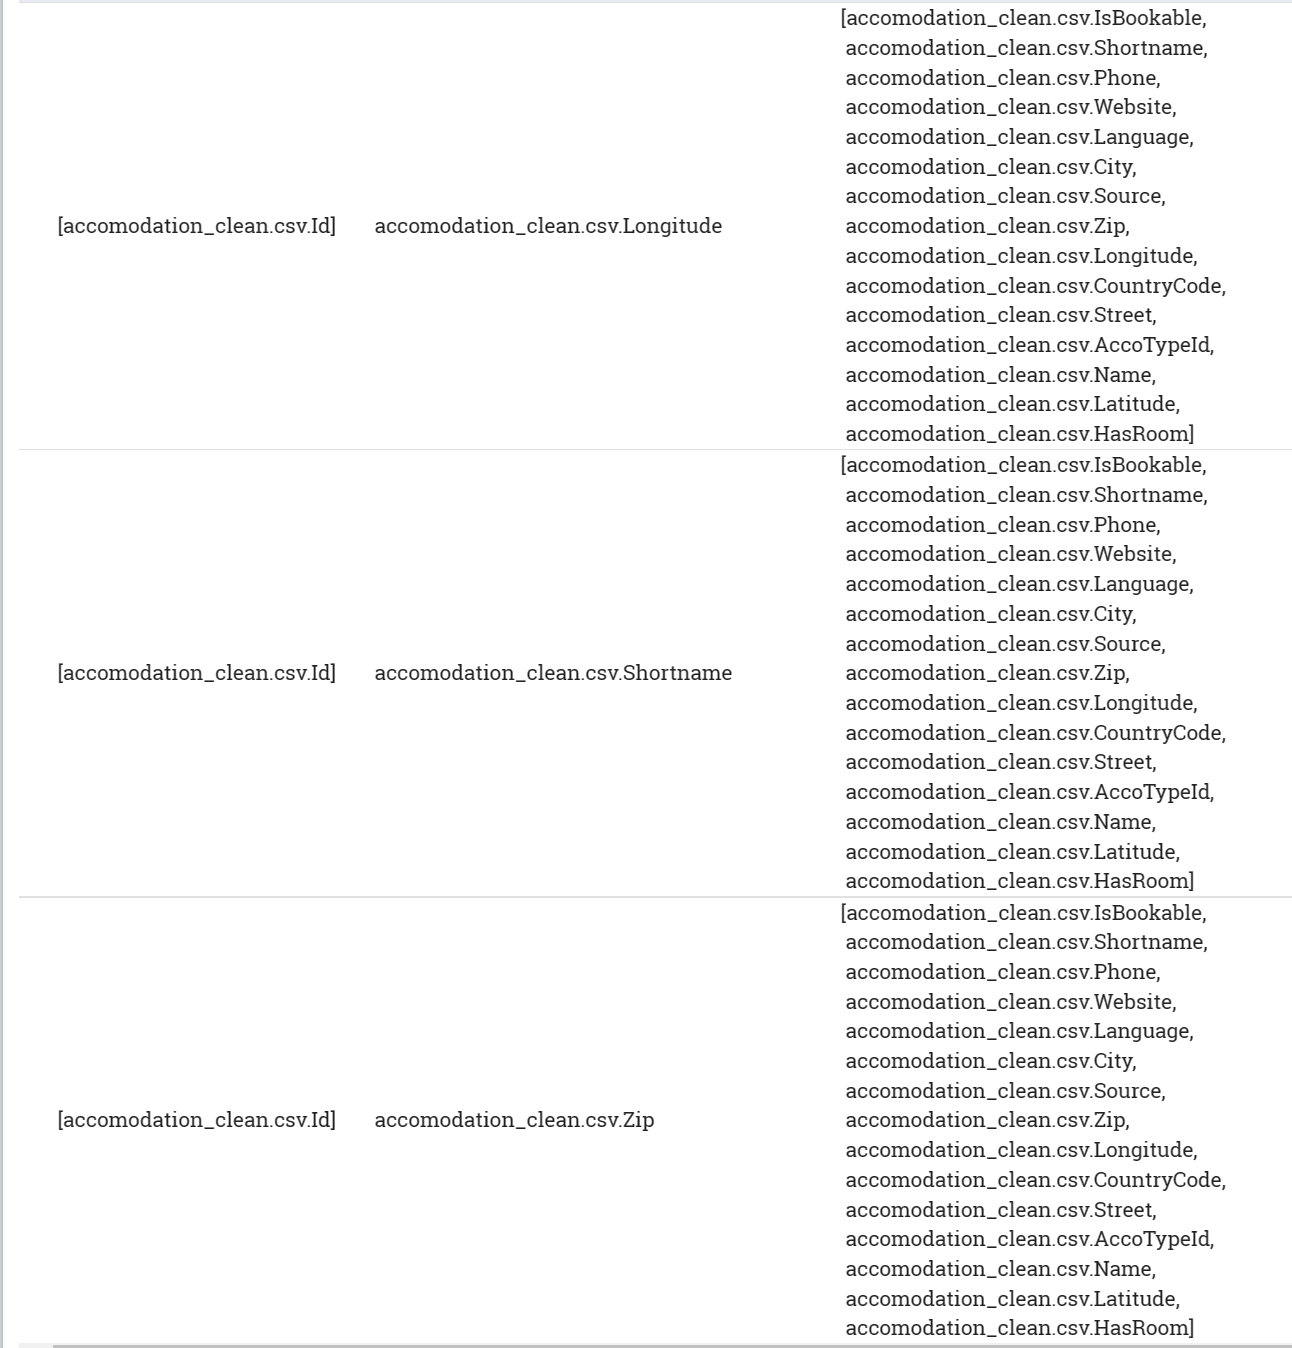 [accomodation_clean.csv.IsBookable,
accomodation_clean.csv.Shortname,
accomodation_clean.csv.Phone,
accomodation_clean.csv.Website,
accomodation_clean.csv.Language,
accomodation_clean.csv.City,
accomodation_clean.csv.Source,
[accomodation_clean.csv.Id] accomodation_clean.csv.Longitude accomodation_clean.csv.Zip,
accomodation_clean.csv.Longitude,
accomodation_clean.csv.CountryCode,
accomodation_clean.csv.Street,
accomodation_clean.csv.AccoTypeId,
accomodation_clean.csv.Name,
accomodation_clean.csv.Latitude,
accomodation_clean.csv.HasRoom]
[accomodation_clean.csv.IsBookable,
accomodation_clean.csv.Shortname,
accomodation_clean.csv.Phone,
accomodation_clean.csv.Website,
accomodation_clean.csv.Language,
accomodation_clean.csv.City,
accomodation_clean.csv.Source,
[accomodation_clean.csv.Id] accomodation_clean.csv.Shortname accomodation_clean.csv.Zip,
accomodation_clean.csv.Longitude,
accomodation_clean.csv.CountryCode,
accomodation_clean.csv.Street,
accomodation_clean.csv.AccoTypeId,
accomodation_clean.csv.Name,
accomodation_clean.csv.Latitude,
accomodation_clean.csv.HasRoom]
[accomodation_clean.csv.IsBookable,
accomodation_clean.csv.Shortname,
accomodation_clean.csv.Phone,
accomodation_clean.csv.Website,
accomodation_clean.csv.Language,
accomodation_clean.csv.City,
accomodation_clean.csv.Source,
[accomodation_clean.csv.Id] accomodation_clean.csv.Zip accomodation_clean.csv.Zip,
accomodation_clean.csv.Longitude,
accomodation_clean.csv.CountryCode,
accomodation_clean.csv.Street,
accomodation_clean.csv.AccoTypeId,
accomodation_clean.csv.Name,
accomodation_clean.csv.Latitude,
accomodation_clean.csv.HasRoom]